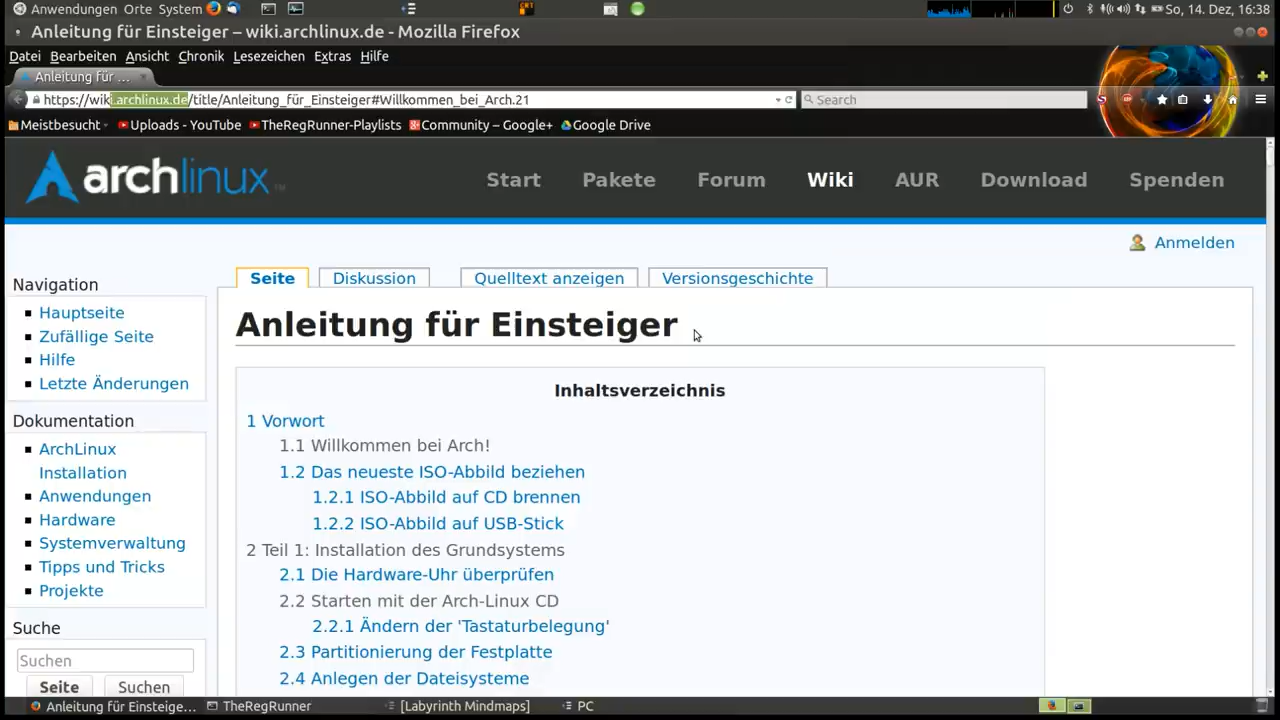 Anwendungen Orte System So, 14. Dez, 16:38
Anleitung für Einsteiger – wiki.archlinux.de - Mozilla Firefox
Datei Bearbeiten Ansicht Chronik Lesezeichen Extras Hilfe
Anleitung für ...
https://wiki.archlinux.de/title/Anleitung_für_Einsteiger#Willkommen_bei_Arch.21 Search
Meistbesucht Uploads - YouTube TheRegRunner-Playlists Community – Google+ Google Drive
archlinux Start Pakete Forum Wiki AUR Download Spenden
Anmelden
Seite Diskussion Quelltext anzeigen Versionsgeschichte
Navigation
Hauptseite
Zufällige Seite
Hilfe
Letzte Änderungen
Dokumentation
ArchLinux
Installation
Anwendungen
Hardware
Systemverwaltung
Tipps und Tricks
Projekte
Suche
Suchen
Seite Suchen
Anleitung für Einsteiger
Inhaltsverzeichnis
1 Vorwort
1.1 Willkommen bei Arch!
1.2 Das neueste ISO-Abbild beziehen
1.2.1 ISO-Abbild auf CD brennen
1.2.2 ISO-Abbild auf USB-Stick
2 Teil 1: Installation des Grundsystems
2.1 Die Hardware-Uhr überprüfen
2.2 Starten mit der Arch-Linux CD
2.2.1 Ändern der 'Tastaturbelegung'
2.3 Partitionierung der Festplatte
2.4 Anlegen der Dateisysteme
Anleitung für Einsteige... TheRegRunner [Labyrinth Mindmaps] PC